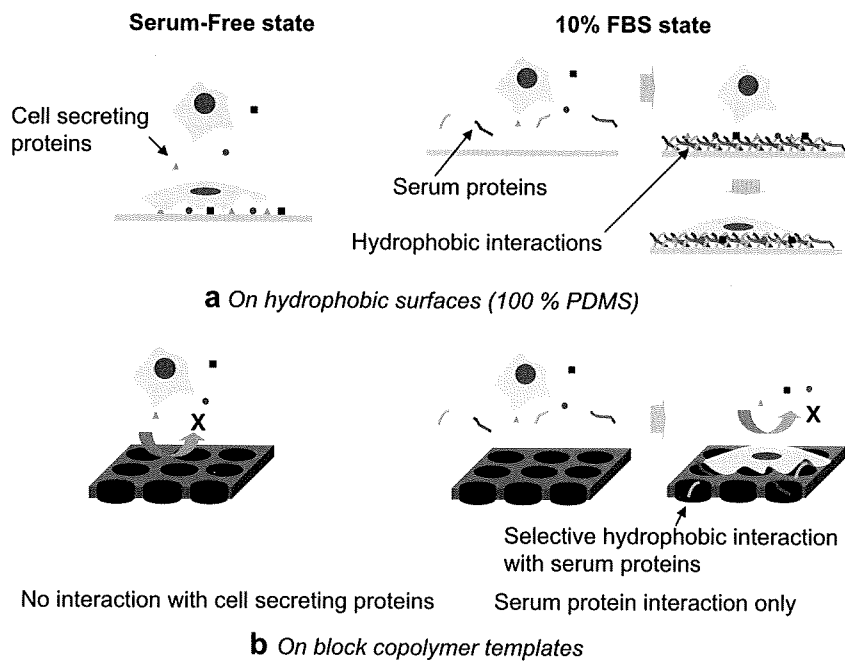 Serum-Free state
10% FBS state
Cell secreting
proteins
Serum proteins
Hydrophobic interactions
a On hydrophobic surfaces (100 % PDMS)
X
X
Selective hydrophobic interaction
with serum proteins
No interaction with cell secreting proteins
Serum protein interaction only
b On block copolymer templates